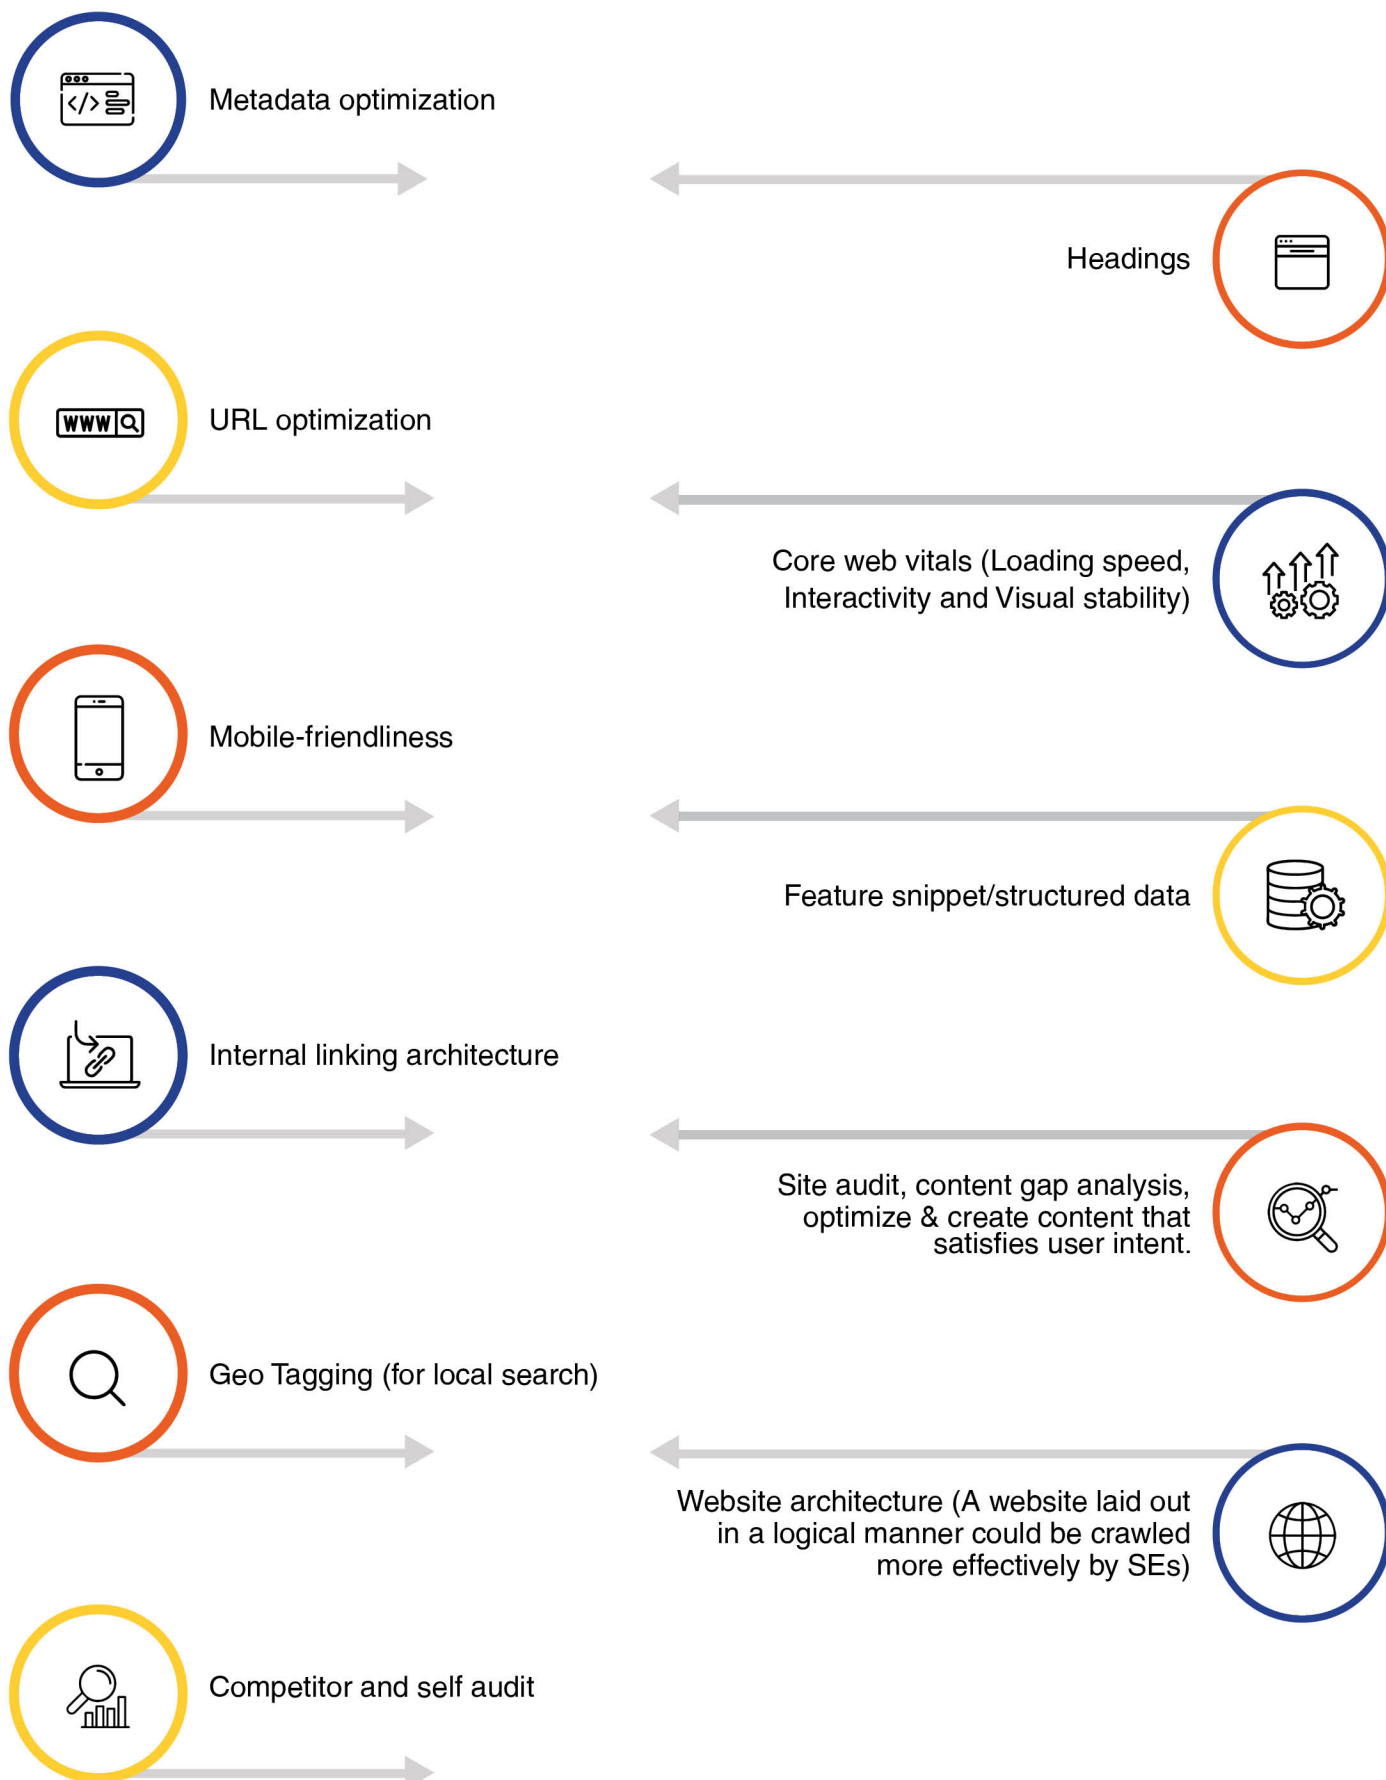 Metadata optimization
Headings
WWW
URL optimization
Core web vitals (Loading speed,
Interactivity and Visual stability)
Mobile-friendliness
Feature snippet/structured data
Internal linking architecture
Site audit, content gap analysis,
optimize & create content that
satisfies user intent.
Geo Tagging (for local search)
Website architecture (A website laid out
in a logical manner could be crawled
more effectively by SEs)
Competitor and self audit